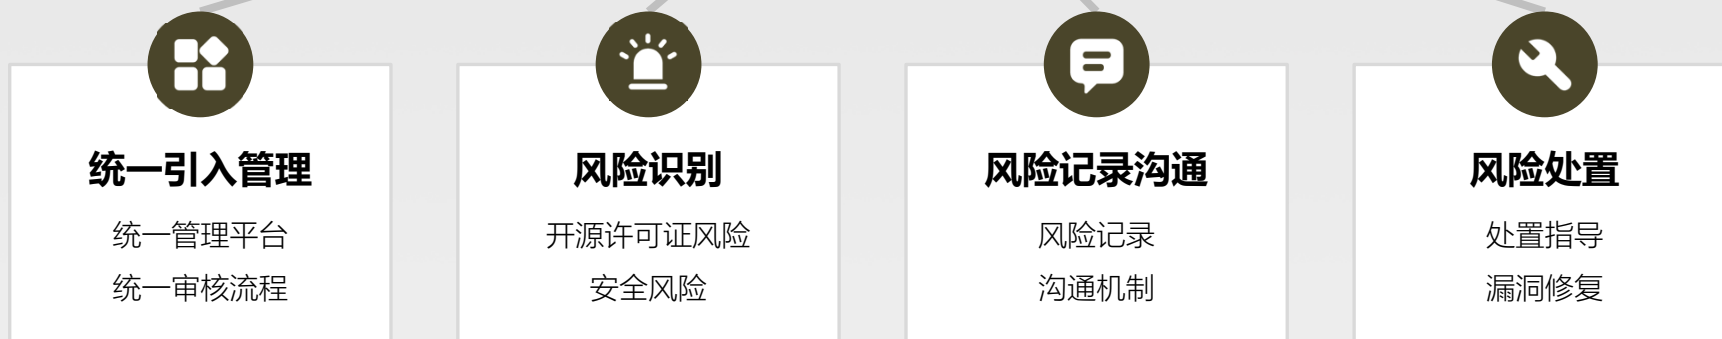 统一引入管理
统一管理平台
统一审核流程
风险识别
开源许可证风险
安全风险
风险记录沟通
风险记录
沟通机制
风险处置
处置指导
漏洞修复